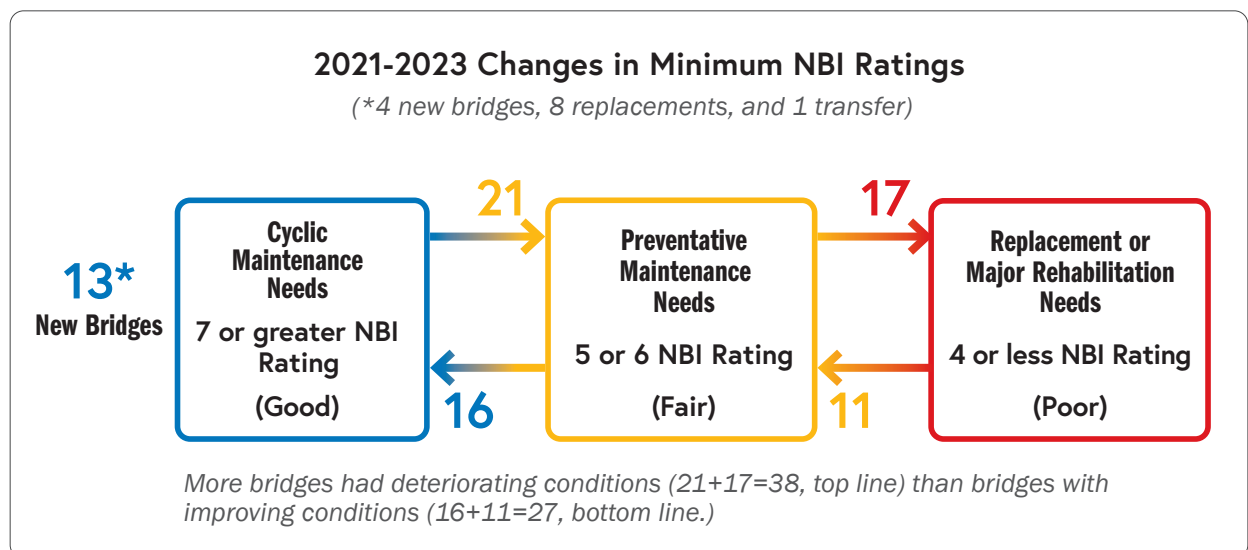 2021-2023 Changes in Minimum NBI Ratings
(*4 new bridges, 8 replacements, and 1 transfer)
13*
New Bridges
Cyclic
Maintenance
Needs
7 or greater NBI
Rating
(Good)
21
16
Preventative
Maintenance
Needs
5 or 6 NBI Rating
(Fair)
17
11
Replacement or
Major Rehabilitation
Needs
4 or less NBI Rating
(Poor)
More bridges had deteriorating conditions (21+17=38, top line) than bridges with
improving conditions (16+11=27, bottom line.)